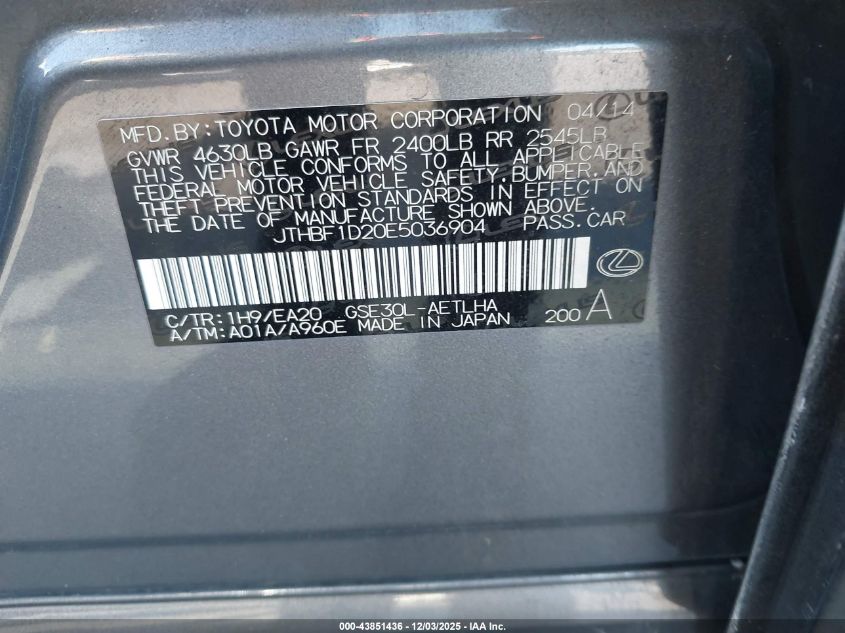 MFD.BY:TOYOTA MOTOR CORPORATION 04/14
GVWR 4630LB GAWR FR 2400LB RR 2545LB
THIS VEHICLE CONFORMS TO ALL APPLICABLE
FEDERAL MOTOR VEHICLE SAFETY,BUMPER,AND
THEFT PREVENTION STANDARDS IN EFFECT ON
THE DATE OF MANUFACTURE SHOWN ABOVE.
JTHBF1D20E5036904 PASS.CAR
C/TR:1H9/EA20 GSE30L-AETLHA
A/TM:A01A/A960E MADE IN JAPAN 200 A
000-43851436 - 12/03/2025 - IAA Inc.